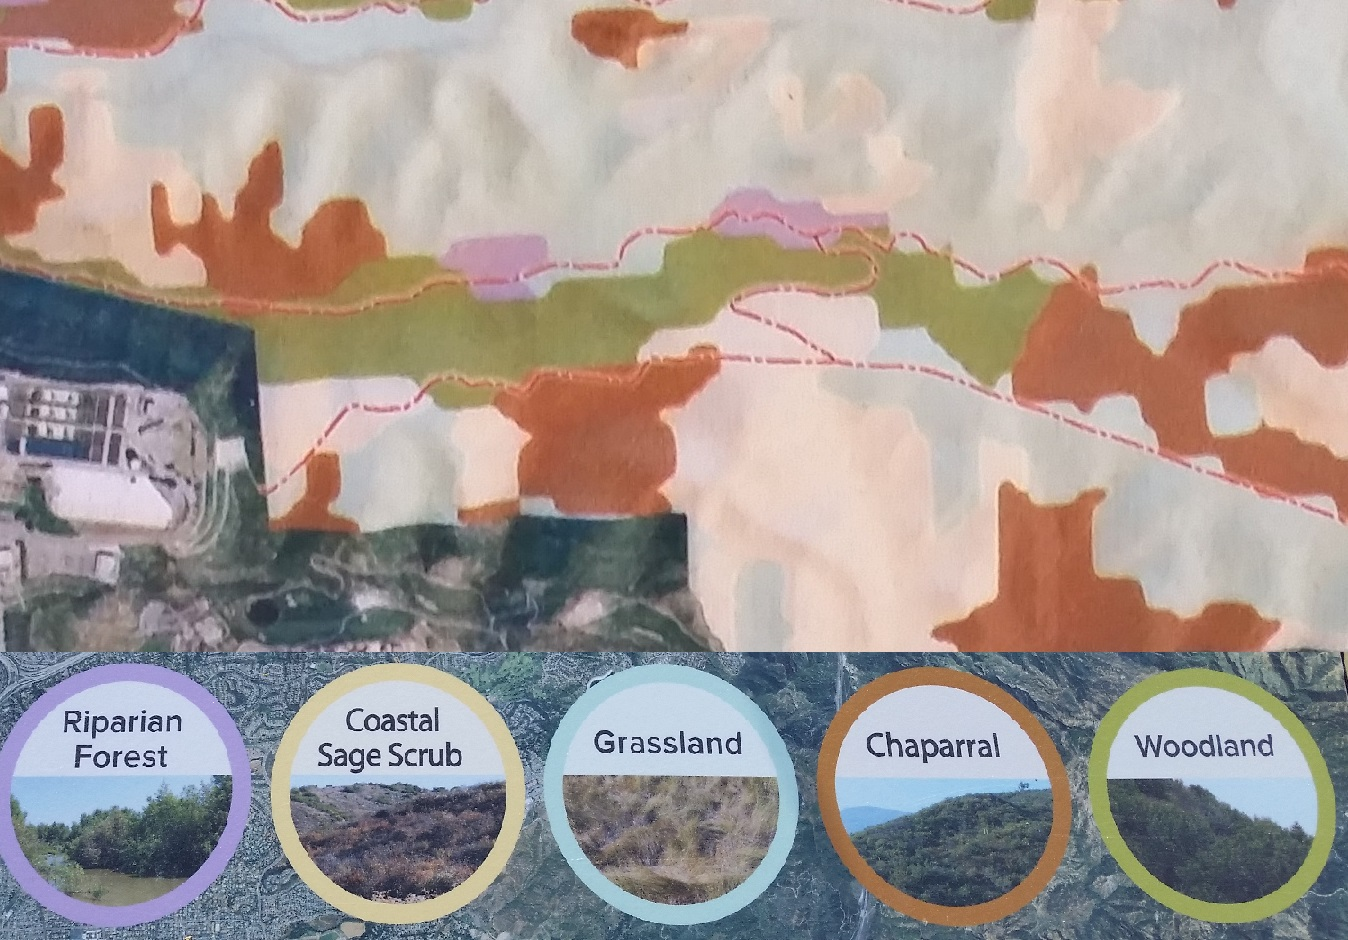 Riparian
Forest
Coastal
Sage Scrub
Grassland
Chaparral
Woodland